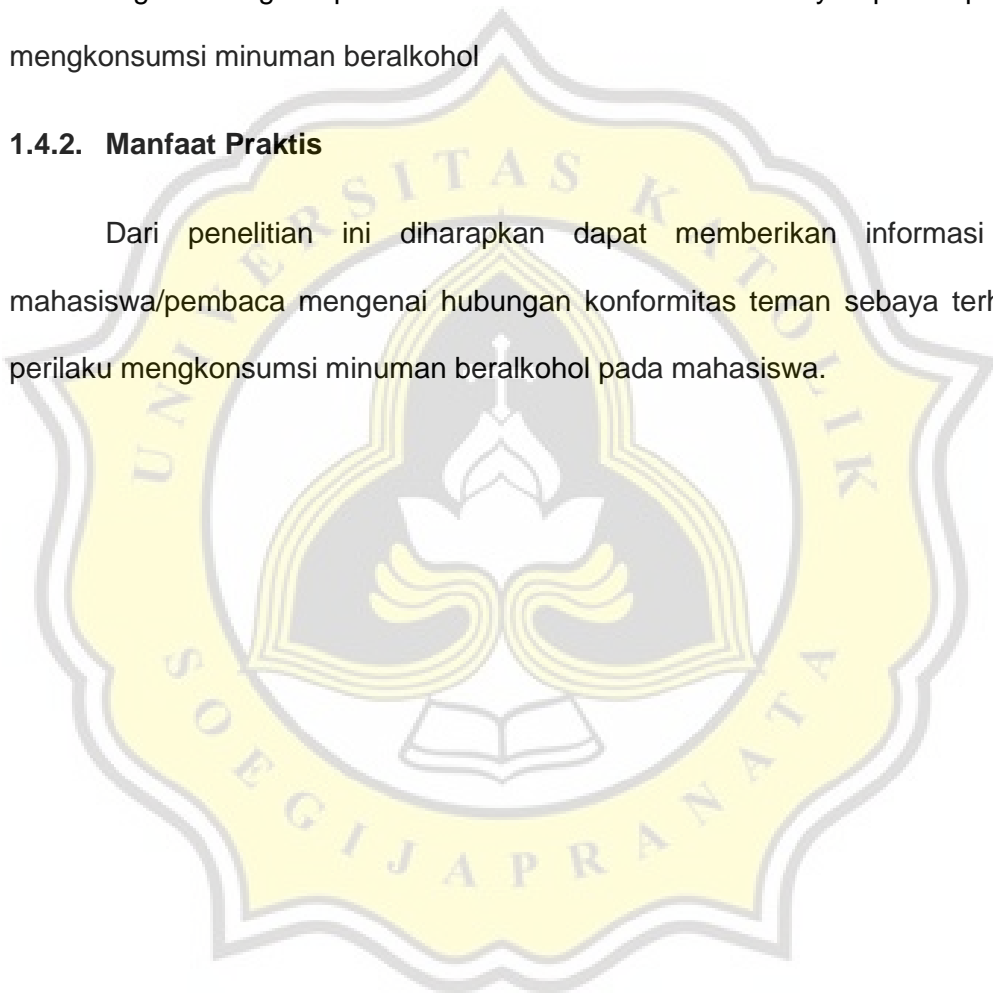 mengkonsumsi minuman beralkohol
1.4.2. Manfaat Praktis
Dari penelitian ini diharapkan dapat memberikan informasi
mahasiswa/pembaca mengenai hubungan konformitas teman sebaya
perilaku mengkonsumsi minuman beralkohol pada mahasiswa.
UNIVERSITAS KATOLIK
SOEGIJAPRANATA